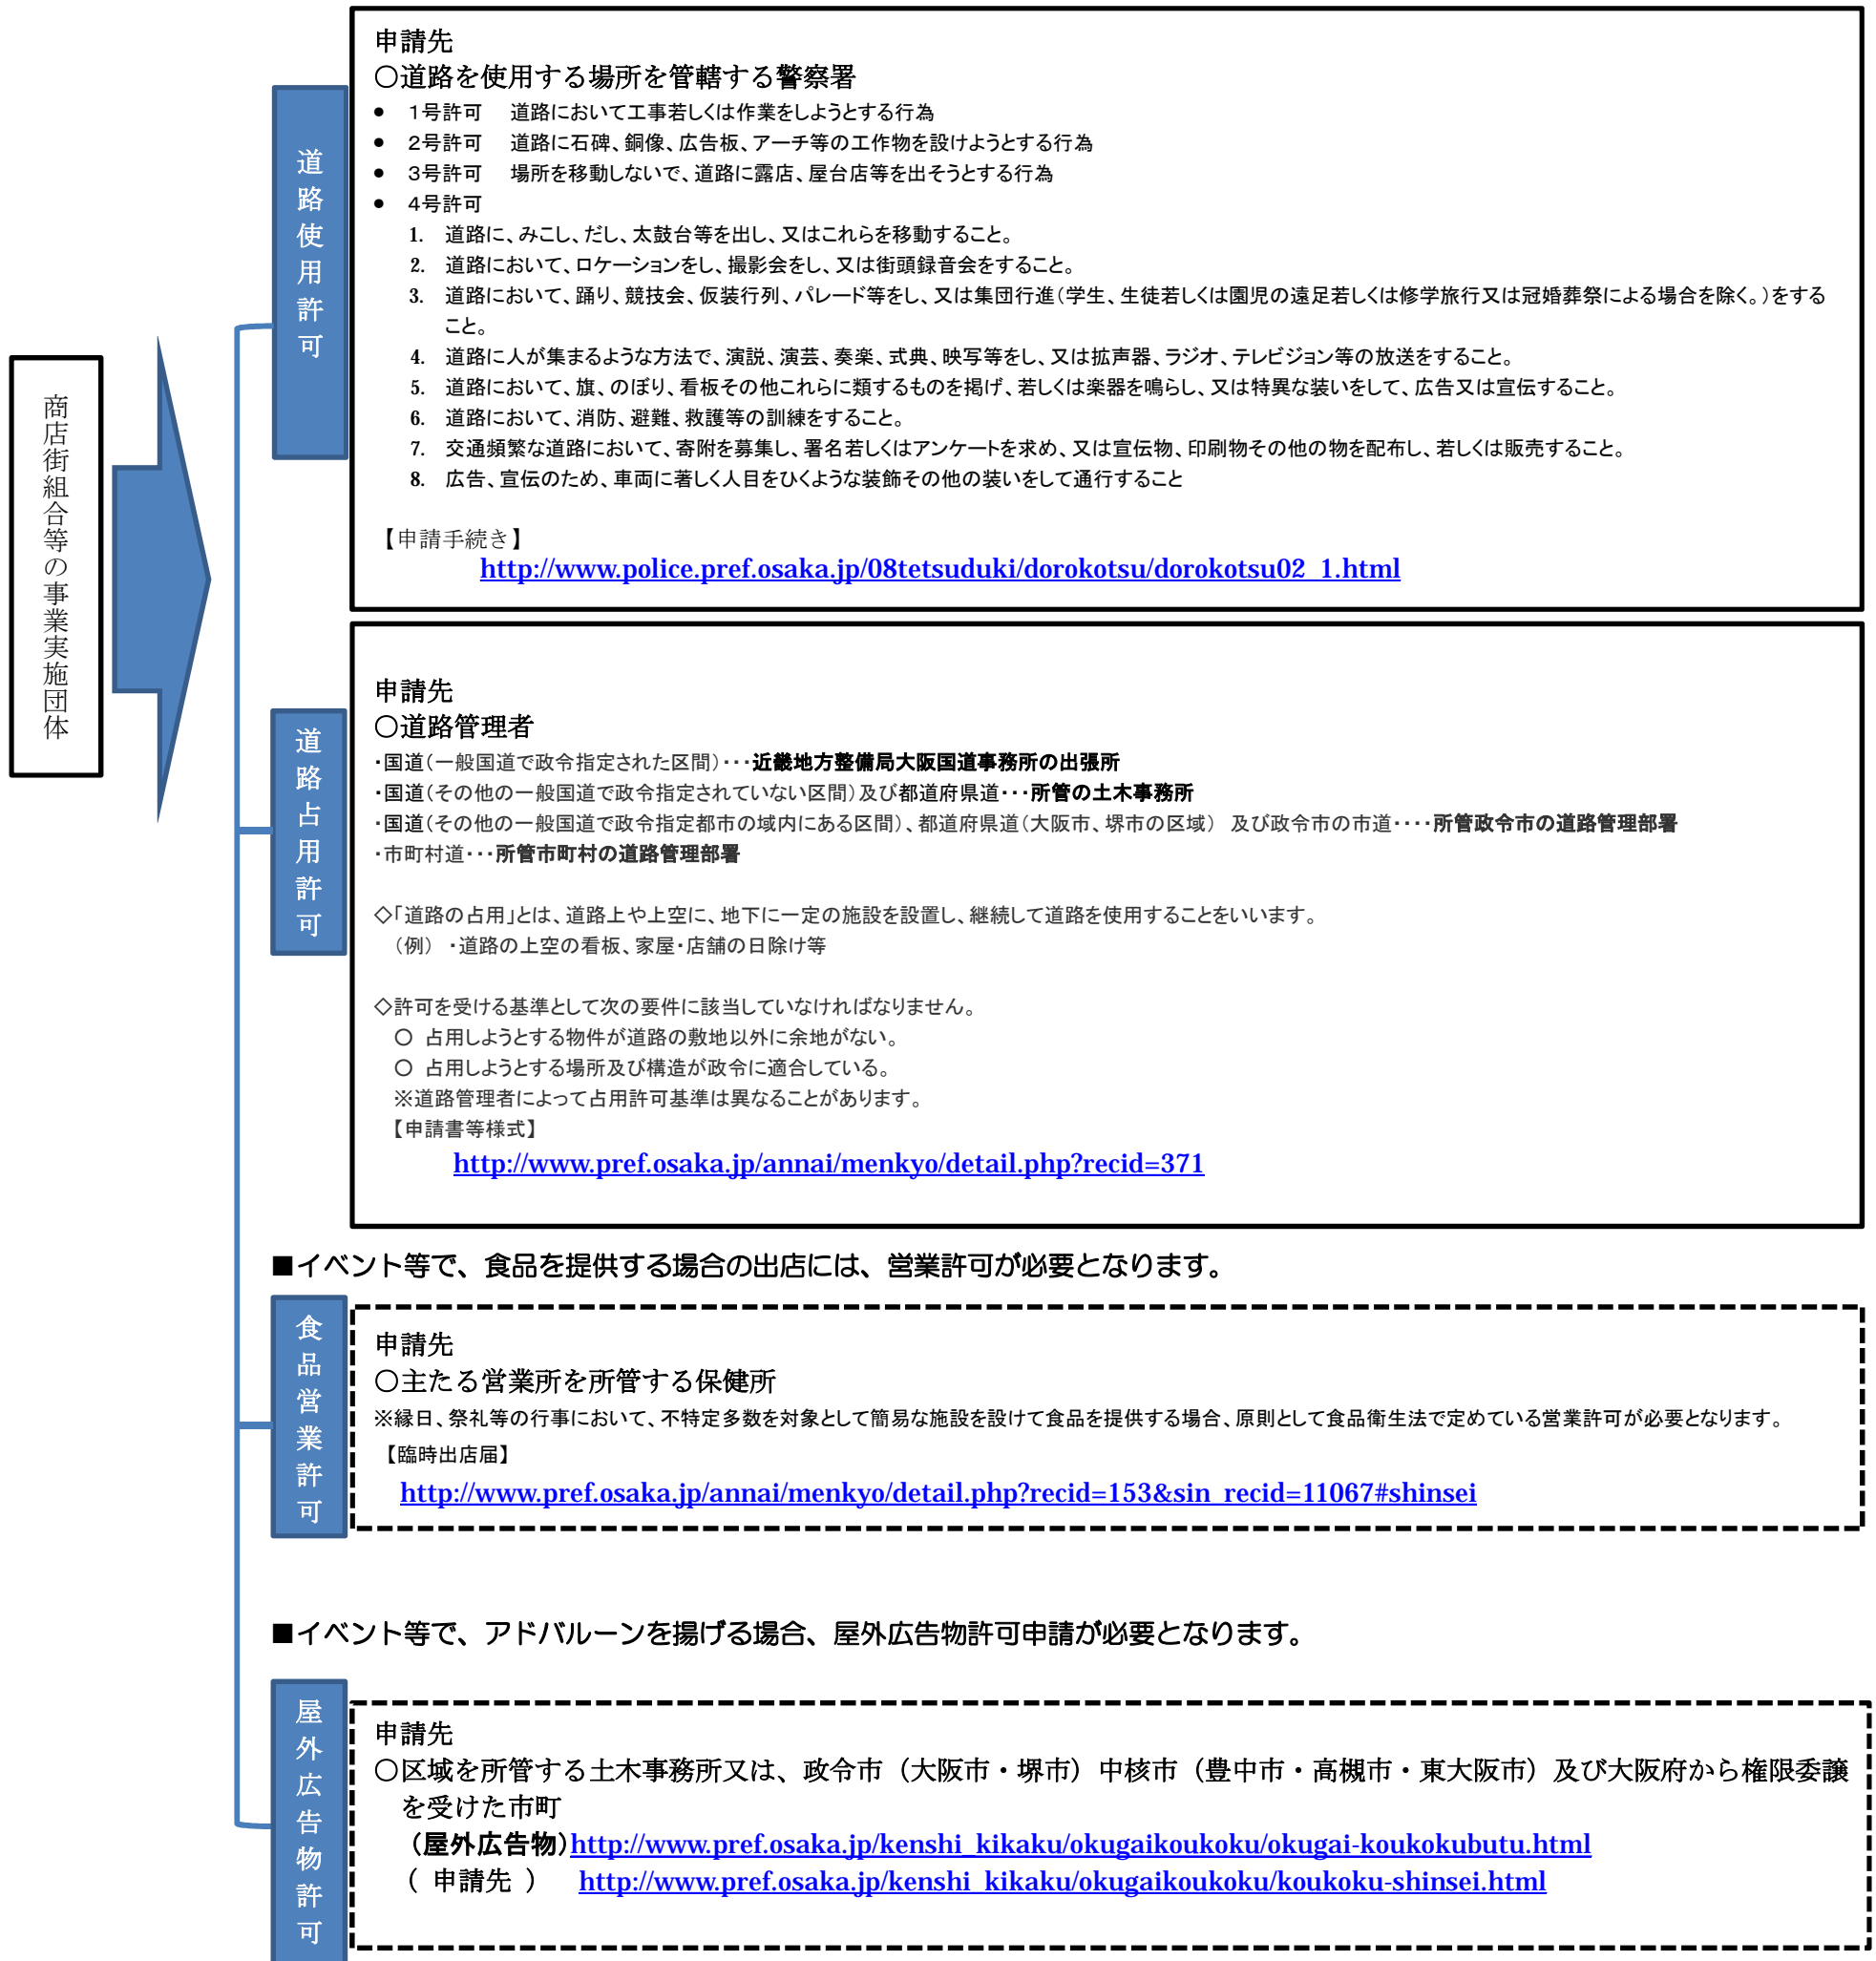 商店街組合等の事業実施団体
道路使用許可
申請先
〇道路を使用する場所を管轄する警察署
● 1号許可 道路において工事若しくは作業をしようとする行為
● 2号許可 道路に石碑、銅像、広告板、アーチ等の工作物を設けようとする行為
● 3号許可 場所を移動しないで、道路に露店、屋台店等を出そうとする行為
● 4号許可
1. 道路に、みこし、だし、太鼓台等を出し、又はこれらを移動すること。
2. 道路において、ロケーションをし、撮影会をし、又は街頭録音会をすること。
3. 道路において、踊り、競技会、仮装行列、パレード等をし、又は集団行進(学生、生徒若しくは園児の遠足若しくは修学旅行又は冠婚葬祭による場合を除く。)をする
こと。
4. 道路に人が集まるような方法で、演説、演芸、奏楽、式典、映写等をし、又は拡声器、ラジオ、テレビジョン等の放送をすること。
5. 道路において、旗、のぼり、看板その他これらに類するものを掲げ、若しくは楽器を鳴らし、又は特異な装いをして、広告又は宣伝すること。
6. 道路において、消防、避難、救護等の訓練をすること。
7. 交通頻繁な道路において、寄附を募集し、署名若しくはアンケートを求め、又は宣伝物、印刷物その他の物を配布し、若しくは販売すること。
8. 広告、宣伝のため、車両に著しく人目をひくような装飾その他の装いをして通行すること
【申請手続き】
http://www.police.pref.osaka.jp/08tetsuduki/dorokotsu/dorokotsu02_1.html
道路占用許可
申請先
〇道路管理者
・国道(一般国道で政令指定された区間)・・・近畿地方整備局大阪国道事務所の出張所
・国道(その他の一般国道で政令指定されていない区間)及び都道府県道・・・所管の土木事務所
・国道(その他の一般国道で政令指定都市の域内にある区間)、都道府県道(大阪市、堺市の区域) 及び政令市の市道・・・・所管政令市の道路管理部署
・市町村道・・・所管市町村の道路管理部署
◇「道路の占用」とは、道路上や上空に、地下に一定の施設を設置し、継続して道路を使用することをいいます。
(例) ・道路の上空の看板、家屋・店舗の日除け等
◇許可を受ける基準として次の要件に該当していなければなりません。
〇 占用しようとする物件が道路の敷地以外に余地がない。
〇 占用しようとする場所及び構造が政令に適合している。
※道路管理者によって占用許可基準は異なることがあります。
【申請書等様式】
http://www.pref.osaka.jp/annai/menkyo/detail.php?recid=371
■イベント等で、食品を提供する場合の出店には、営業許可が必要となります。
食品営業許可
申請先
〇主たる営業所を所管する保健所
※縁日、祭礼等の行事において、不特定多数を対象として簡易な施設を設けて食品を提供する場合、原則として食品衛生法で定めている営業許可が必要となります。
【臨時出店届】
http://www.pref.osaka.jp/annai/menkyo/detail.php?recid=153&sin_recid=11067#shinsei
■イベント等で、アドバルーンを揚げる場合、屋外広告物許可申請が必要となります。
屋外広告物許可
申請先
〇区域を所管する土木事務所又は、政令市（大阪市・堺市）中核市（豊中市・高槻市・東大阪市）及び大阪府から権限委譲
を受けた市町
(屋外広告物)http://www.pref.osaka.jp/kenshi_kikaku/okugaikoukoku/okugai-koukokubutu.html
( 申請先 ) http://www.pref.osaka.jp/kenshi_kikaku/okugaikoukoku/koukoku-shinsei.html